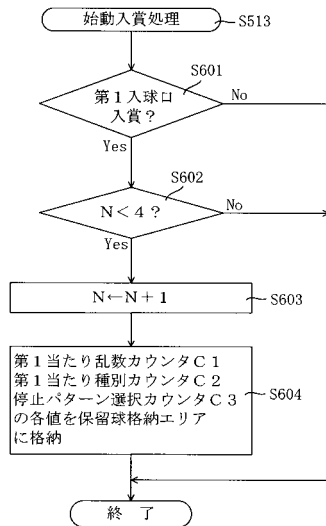 始動入賞処理
S513
S601
第1入球口
入賞?
No
Yes
S602
N<4?
No
Yes
N←N+1
S603
第1当たり乱数カウンタC1
第1当たり種別カウンタC2
停止パターン選択カウンタC3
の各値を保留球格納エリア
に格納
S604
終了